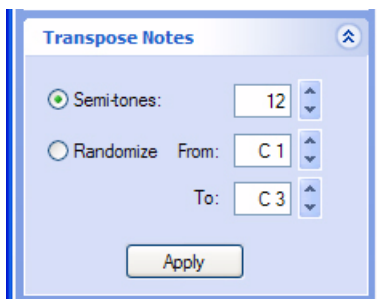 Transpose Notes
Semi-tones: 12
Randomize From: C 1
To: C 3
Apply